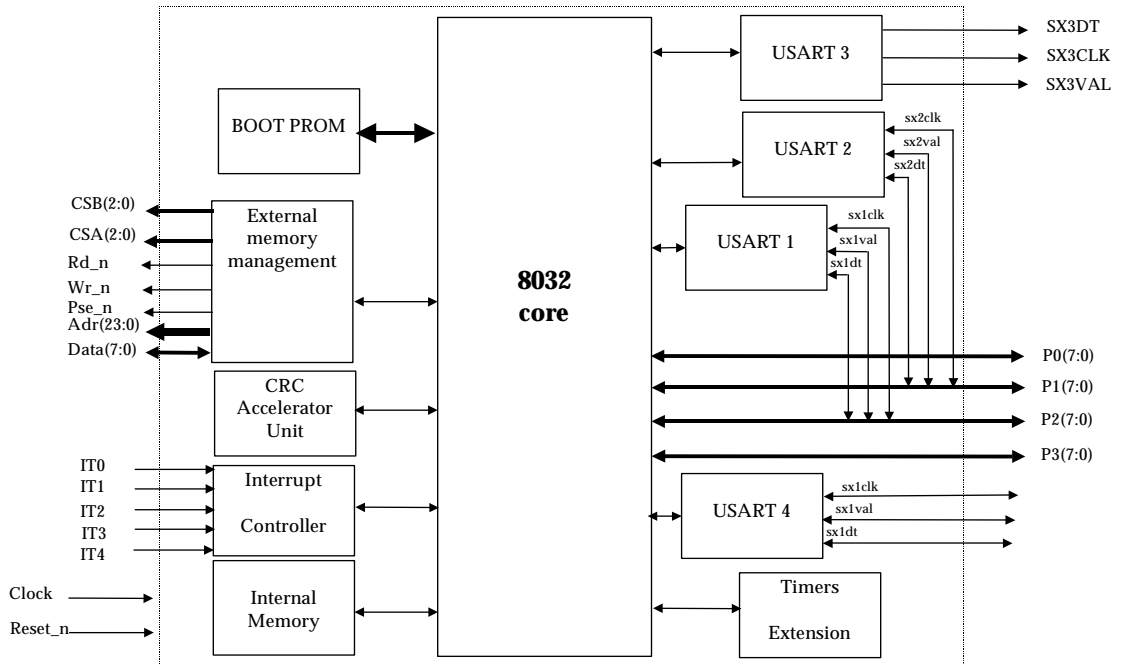 BOOT PROM
CSB(2:0)
CSA(2:0)
Rd_n
Wr_n
Pse_n
Adr(23:0)
Data(7:0)
External
memory
management
CRC
Accelerator
Unit
IT0
IT1
IT2
IT3
IT4
Interrupt
Controller
Clock
Reset_n
Internal
Memory
8032
core
USART 3
SX3DT
SX3CLK
SX3VAL
USART 2
sx2clk
sx2val
sx2dt
USART 1
sx1clk
sx1val
sx1dt
P0(7:0)
P1(7:0)
P2(7:0)
P3(7:0)
USART 4
sx1clk
sx1val
sx1dt
Timers
Extension